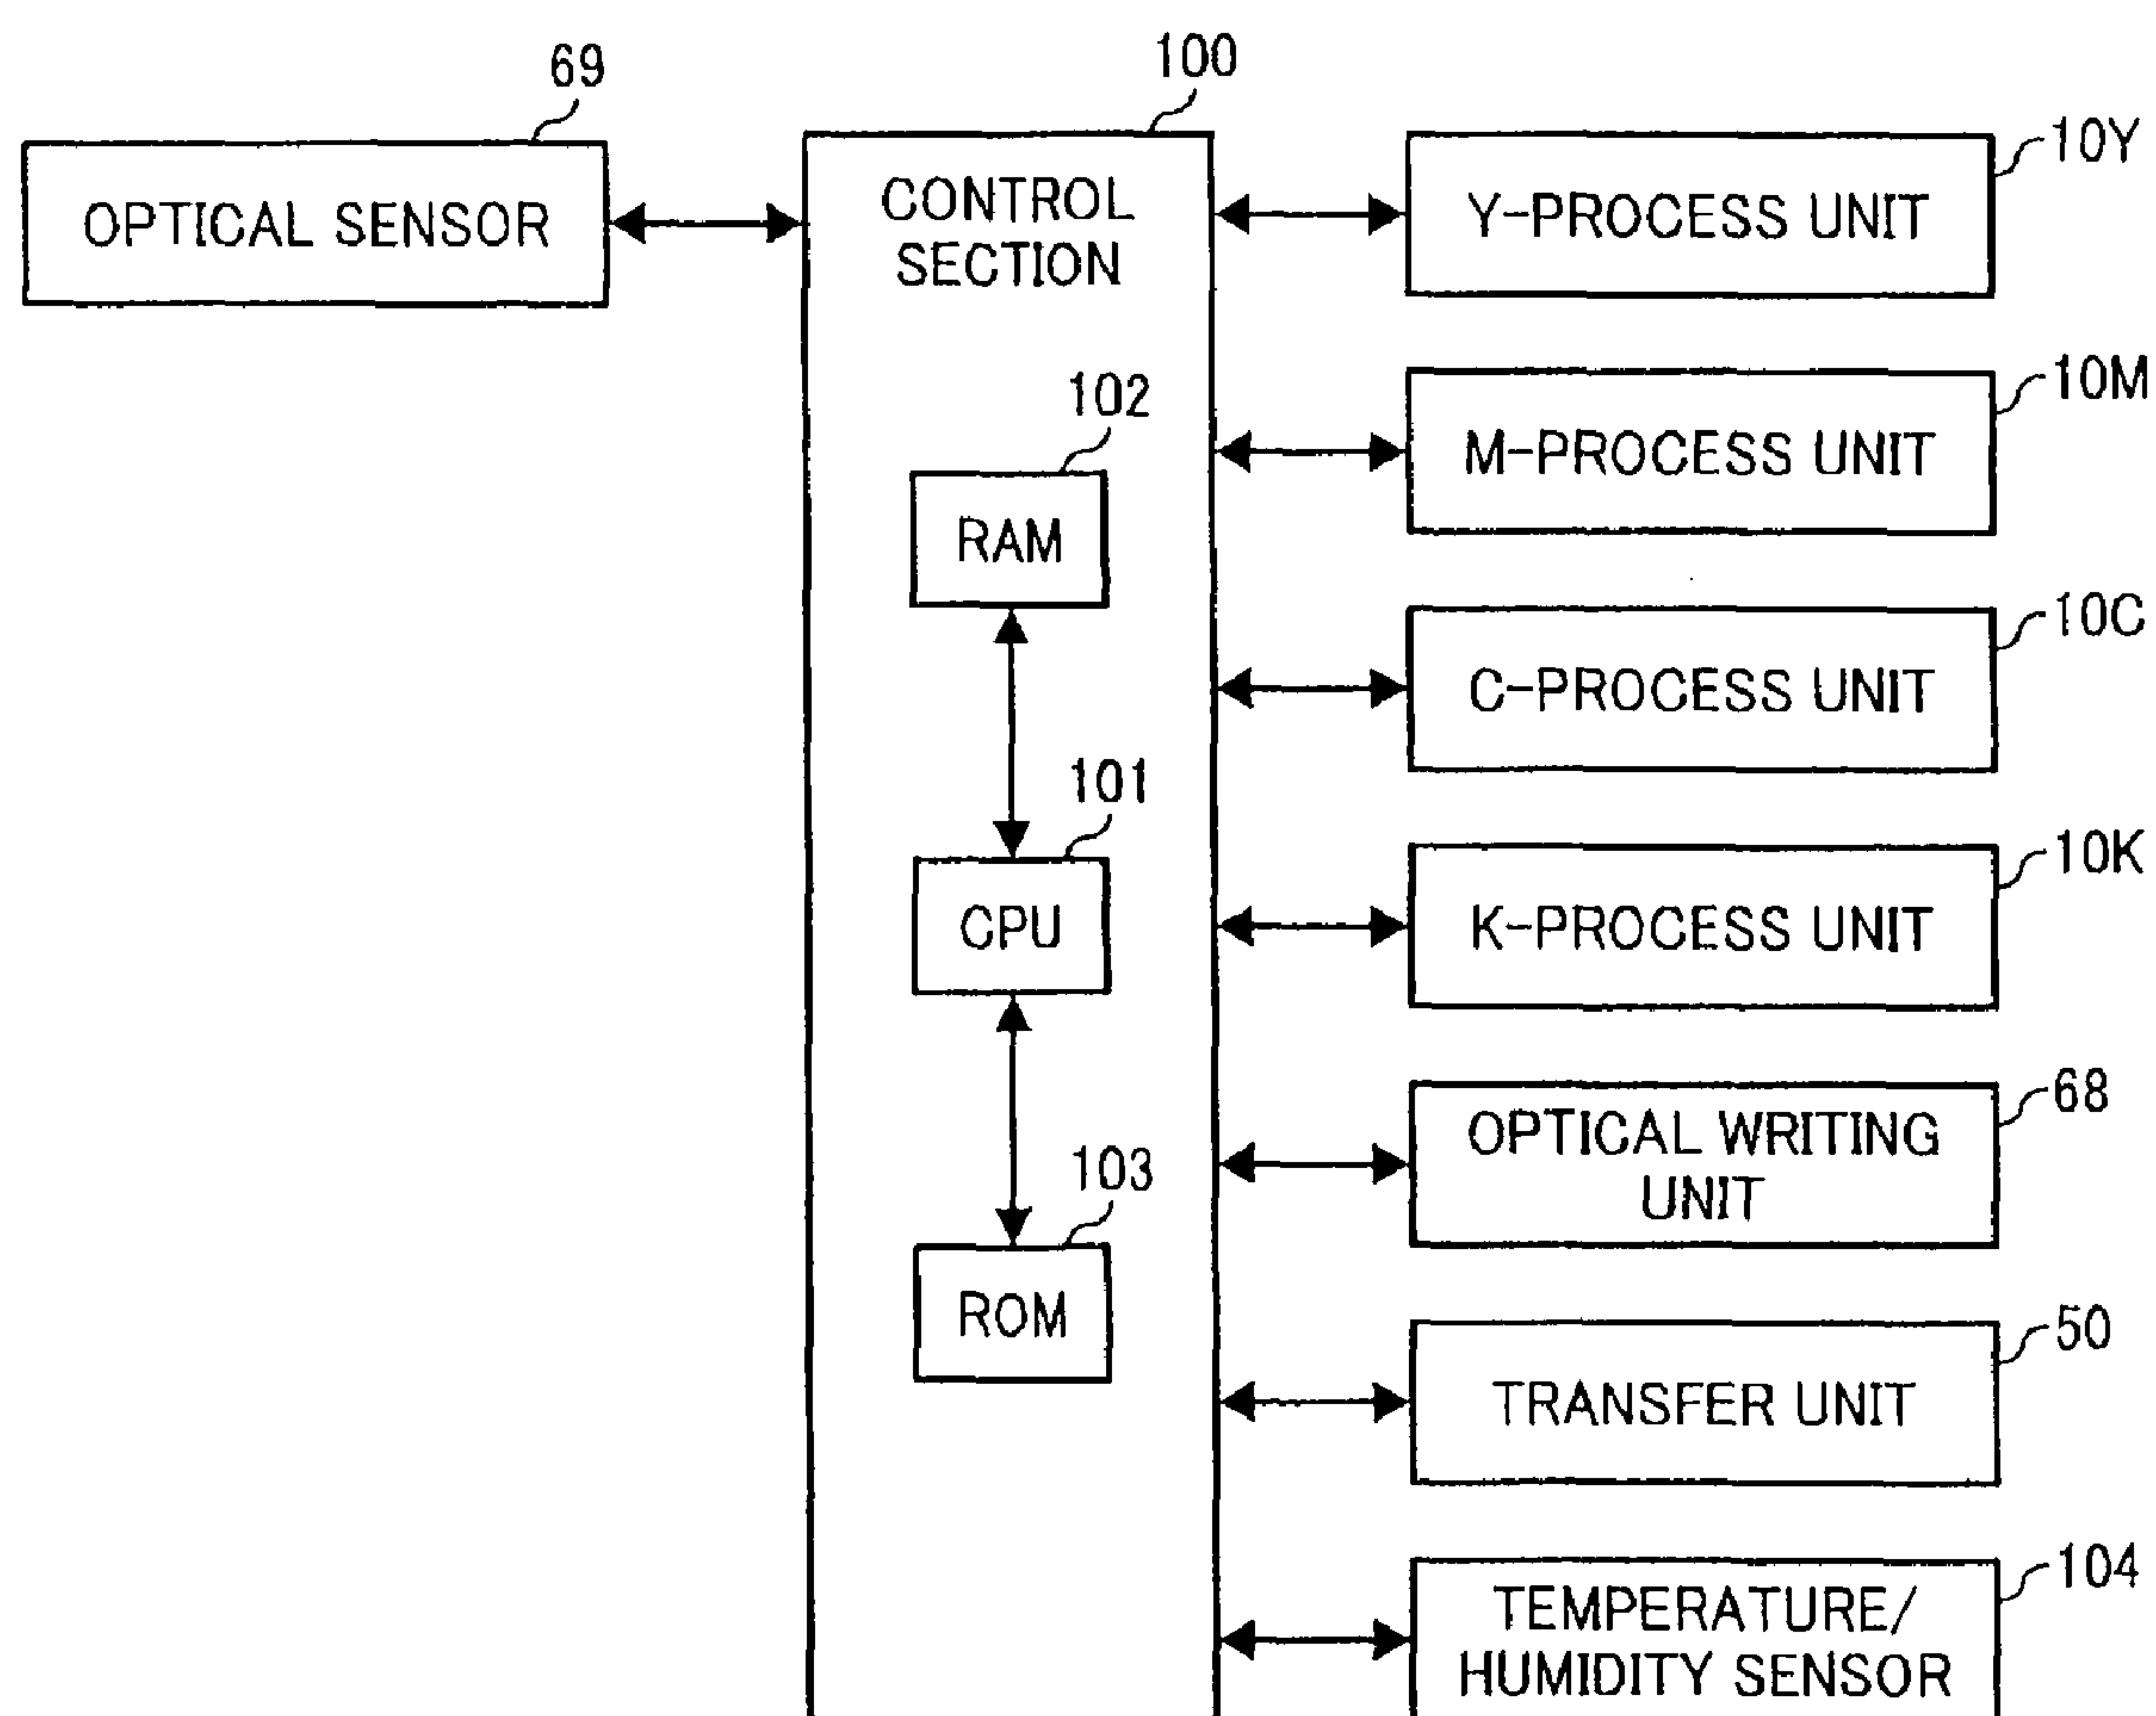 69
OPTICAL SENSOR
100
CONTROL
SECTION
102
RAM
101
CPU
103
ROM
10Y
Y-PROCESS UNIT
10M
M-PROCESS UNIT
10C
C-PROCESS UNIT
10K
K-PROCESS UNIT
68
OPTICAL WRITING
UNIT
50
TRANSFER UNIT
104
TEMPERATURE/
HUMIDITY SENSOR